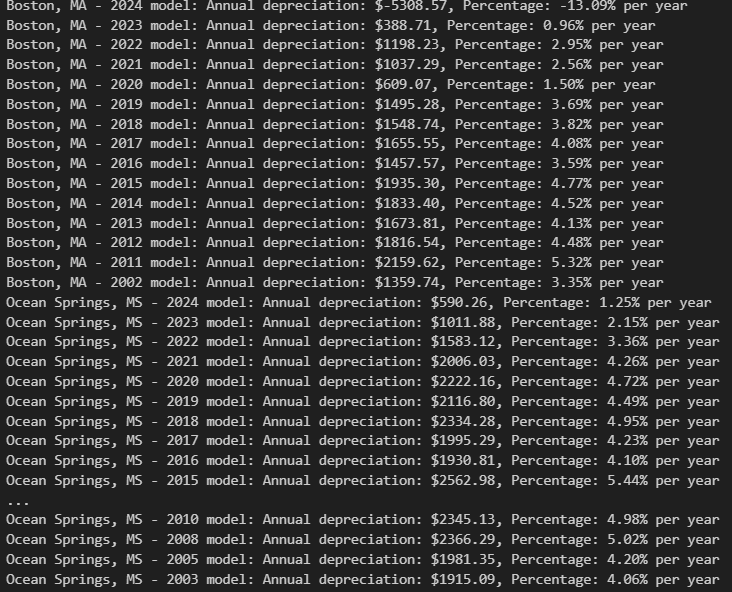 Boston, MA - 2024 model: Annual depreciation: $-5308.57, Percentage: -13.09% per year
Boston, MA - 2023 model: Annual depreciation: $388.71, Percentage: 0.96% per year
Boston, MA - 2022 model: Annual depreciation: $1198.23, Percentage: 2.95% per year
Boston, MA - 2021 model: Annual depreciation: $1037.29, Percentage: 2.56% per year
Boston, MA - 2020 model: Annual depreciation: $609.07, Percentage: 1.50% per year
Boston, MA - 2019 model: Annual depreciation: $1495.28, Percentage: 3.69% per year
Boston, MA - 2018 model: Annual depreciation: $1548.74, Percentage: 3.82% per year
Boston, MA - 2017 model: Annual depreciation: $1655.55, Percentage: 4.08% per year
Boston, MA - 2016 model: Annual depreciation: $1457.57, Percentage: 3.59% per year
Boston, MA - 2015 model: Annual depreciation: $1935.30, Percentage: 4.77% per year
Boston, MA - 2014 model: Annual depreciation: $1833.40, Percentage: 4.52% per year
Boston, MA - 2013 model: Annual depreciation: $1673.81, Percentage: 4.13% per year
Boston, MA - 2012 model: Annual depreciation: $1816.54, Percentage: 4.48% per year
Boston, MA - 2011 model: Annual depreciation: $2159.62, Percentage: 5.32% per year
Boston, MA - 2002 model: Annual depreciation: $1359.74, Percentage: 3.35% per year
Ocean Springs, MS - 2024 model: Annual depreciation: $590.26, Percentage: 1.25% per year
Ocean Springs, MS - 2023 model: Annual depreciation: $1011.88, Percentage: 2.15% per year
Ocean Springs, MS - 2022 model: Annual depreciation: $1583.12, Percentage: 3.36% per year
Ocean Springs, MS - 2021 model: Annual depreciation: $2006.03, Percentage: 4.26% per year
Ocean Springs, MS - 2020 model: Annual depreciation: $2222.16, Percentage: 4.72% per year
Ocean Springs, MS - 2019 model: Annual depreciation: $2116.80, Percentage: 4.49% per year
Ocean Springs, MS - 2018 model: Annual depreciation: $2334.28, Percentage: 4.95% per year
Ocean Springs, MS - 2017 model: Annual depreciation: $1995.29, Percentage: 4.23% per year
Ocean Springs, MS - 2016 model: Annual depreciation: $1930.81, Percentage: 4.10% per year
Ocean Springs, MS - 2015 model: Annual depreciation: $2562.98, Percentage: 5.44% per year
...
Ocean Springs, MS - 2010 model: Annual depreciation: $2345.13, Percentage: 4.98% per year
Ocean Springs, MS - 2008 model: Annual depreciation: $2366.29, Percentage: 5.02% per year
Ocean Springs, MS - 2005 model: Annual depreciation: $1981.35, Percentage: 4.20% per year
Ocean Springs, MS - 2003 model: Annual depreciation: $1915.09, Percentage: 4.06% per year